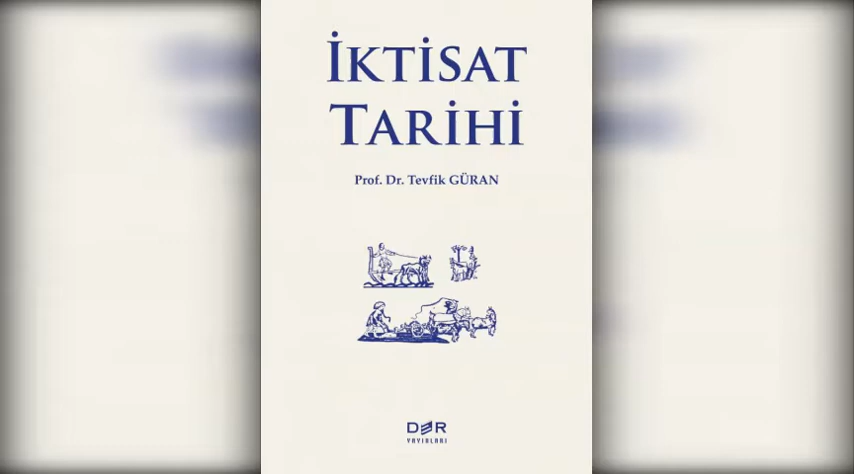 İKTİSAT
TARİHİ
Prof. Dr. Tevfik GÜRAN
DER
YAYINLARI